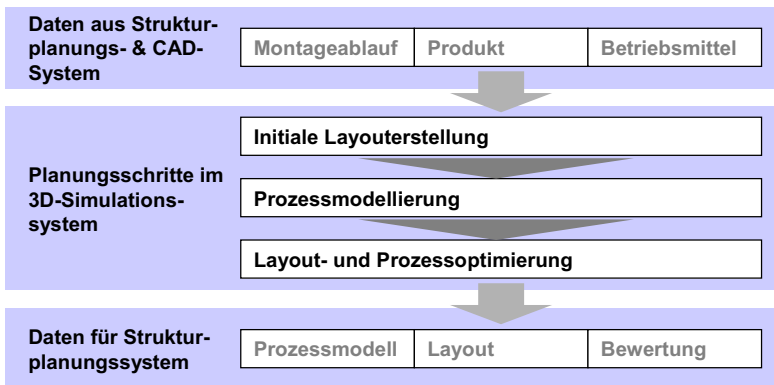 Daten aus Struktur-
planungs- & CAD-
System
Montageablauf Produkt Betriebsmittel
Initiale Layouterstellung
Planungsschritte im
3D-Simulations-
system
Prozessmodellierung
Layout- und Prozessoptimierung
Daten für Struktur-
planungssystem
Prozessmodell Layout Bewertung